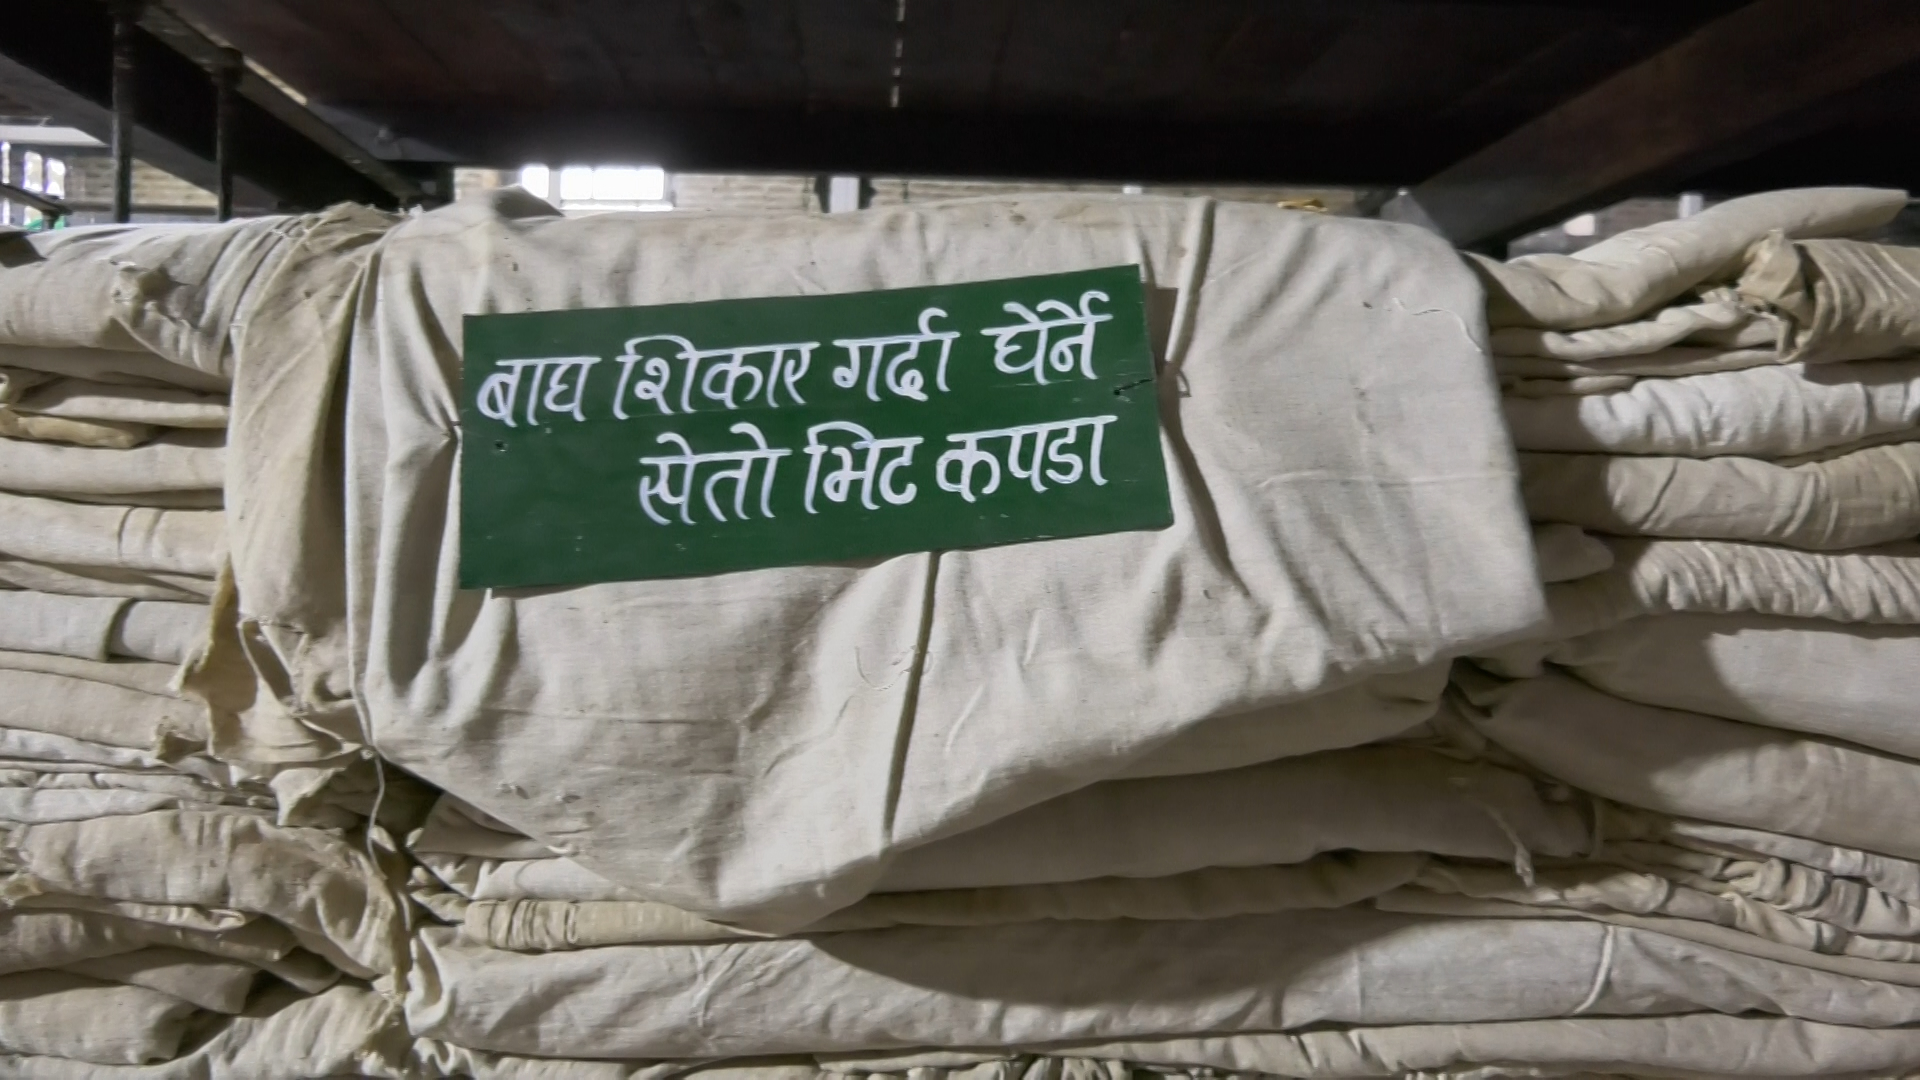 बाघ शिकार गर्दा घेर्ने
सेतो भिट कपडा